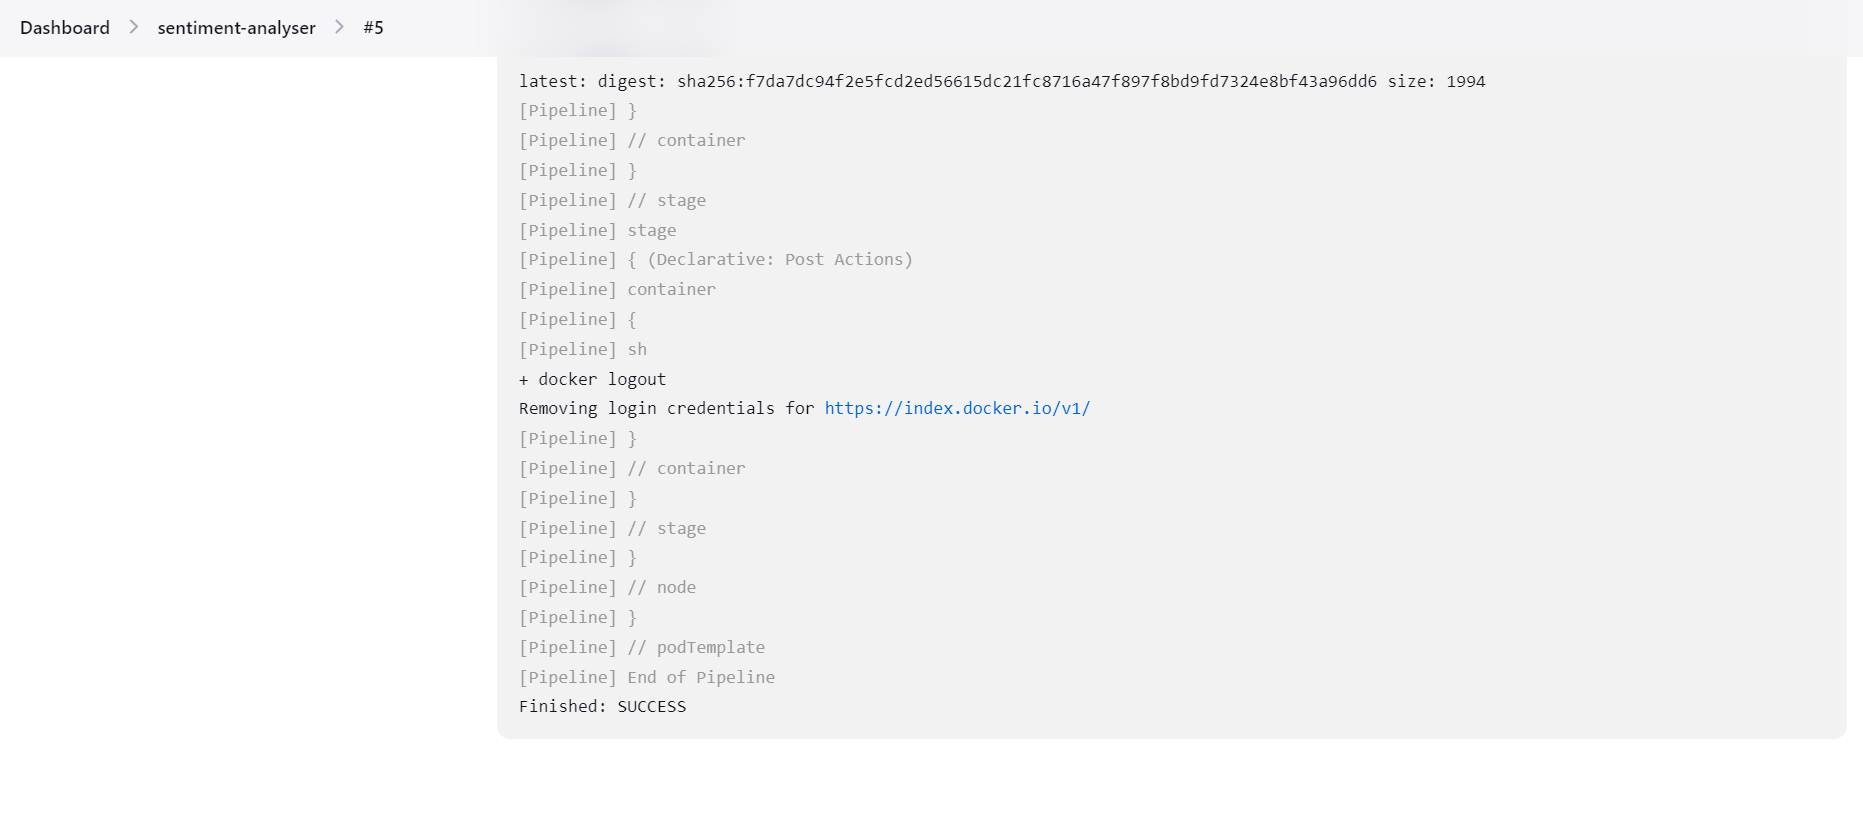 Dashboard > sentiment-analyser > #5
latest: digest: sha256:f7da7dc94f2e5fcd2ed56615dc21fc8716a47f897f8bd9fd7324e8bf43a96dd6 size: 1994
[Pipeline] }
[Pipeline] // container
[Pipeline] }
[Pipeline] // stage
[Pipeline] stage
[Pipeline] { (Declarative: Post Actions)
[Pipeline] container
[Pipeline] {
[Pipeline] sh
+ docker logout
Removing login credentials for https://index.docker.io/v1/
[Pipeline] }
[Pipeline] // container
[Pipeline] }
[Pipeline] // stage
[Pipeline] }
[Pipeline] // node
[Pipeline] }
[Pipeline] // podTemplate
[Pipeline] End of Pipeline
Finished: SUCCESS